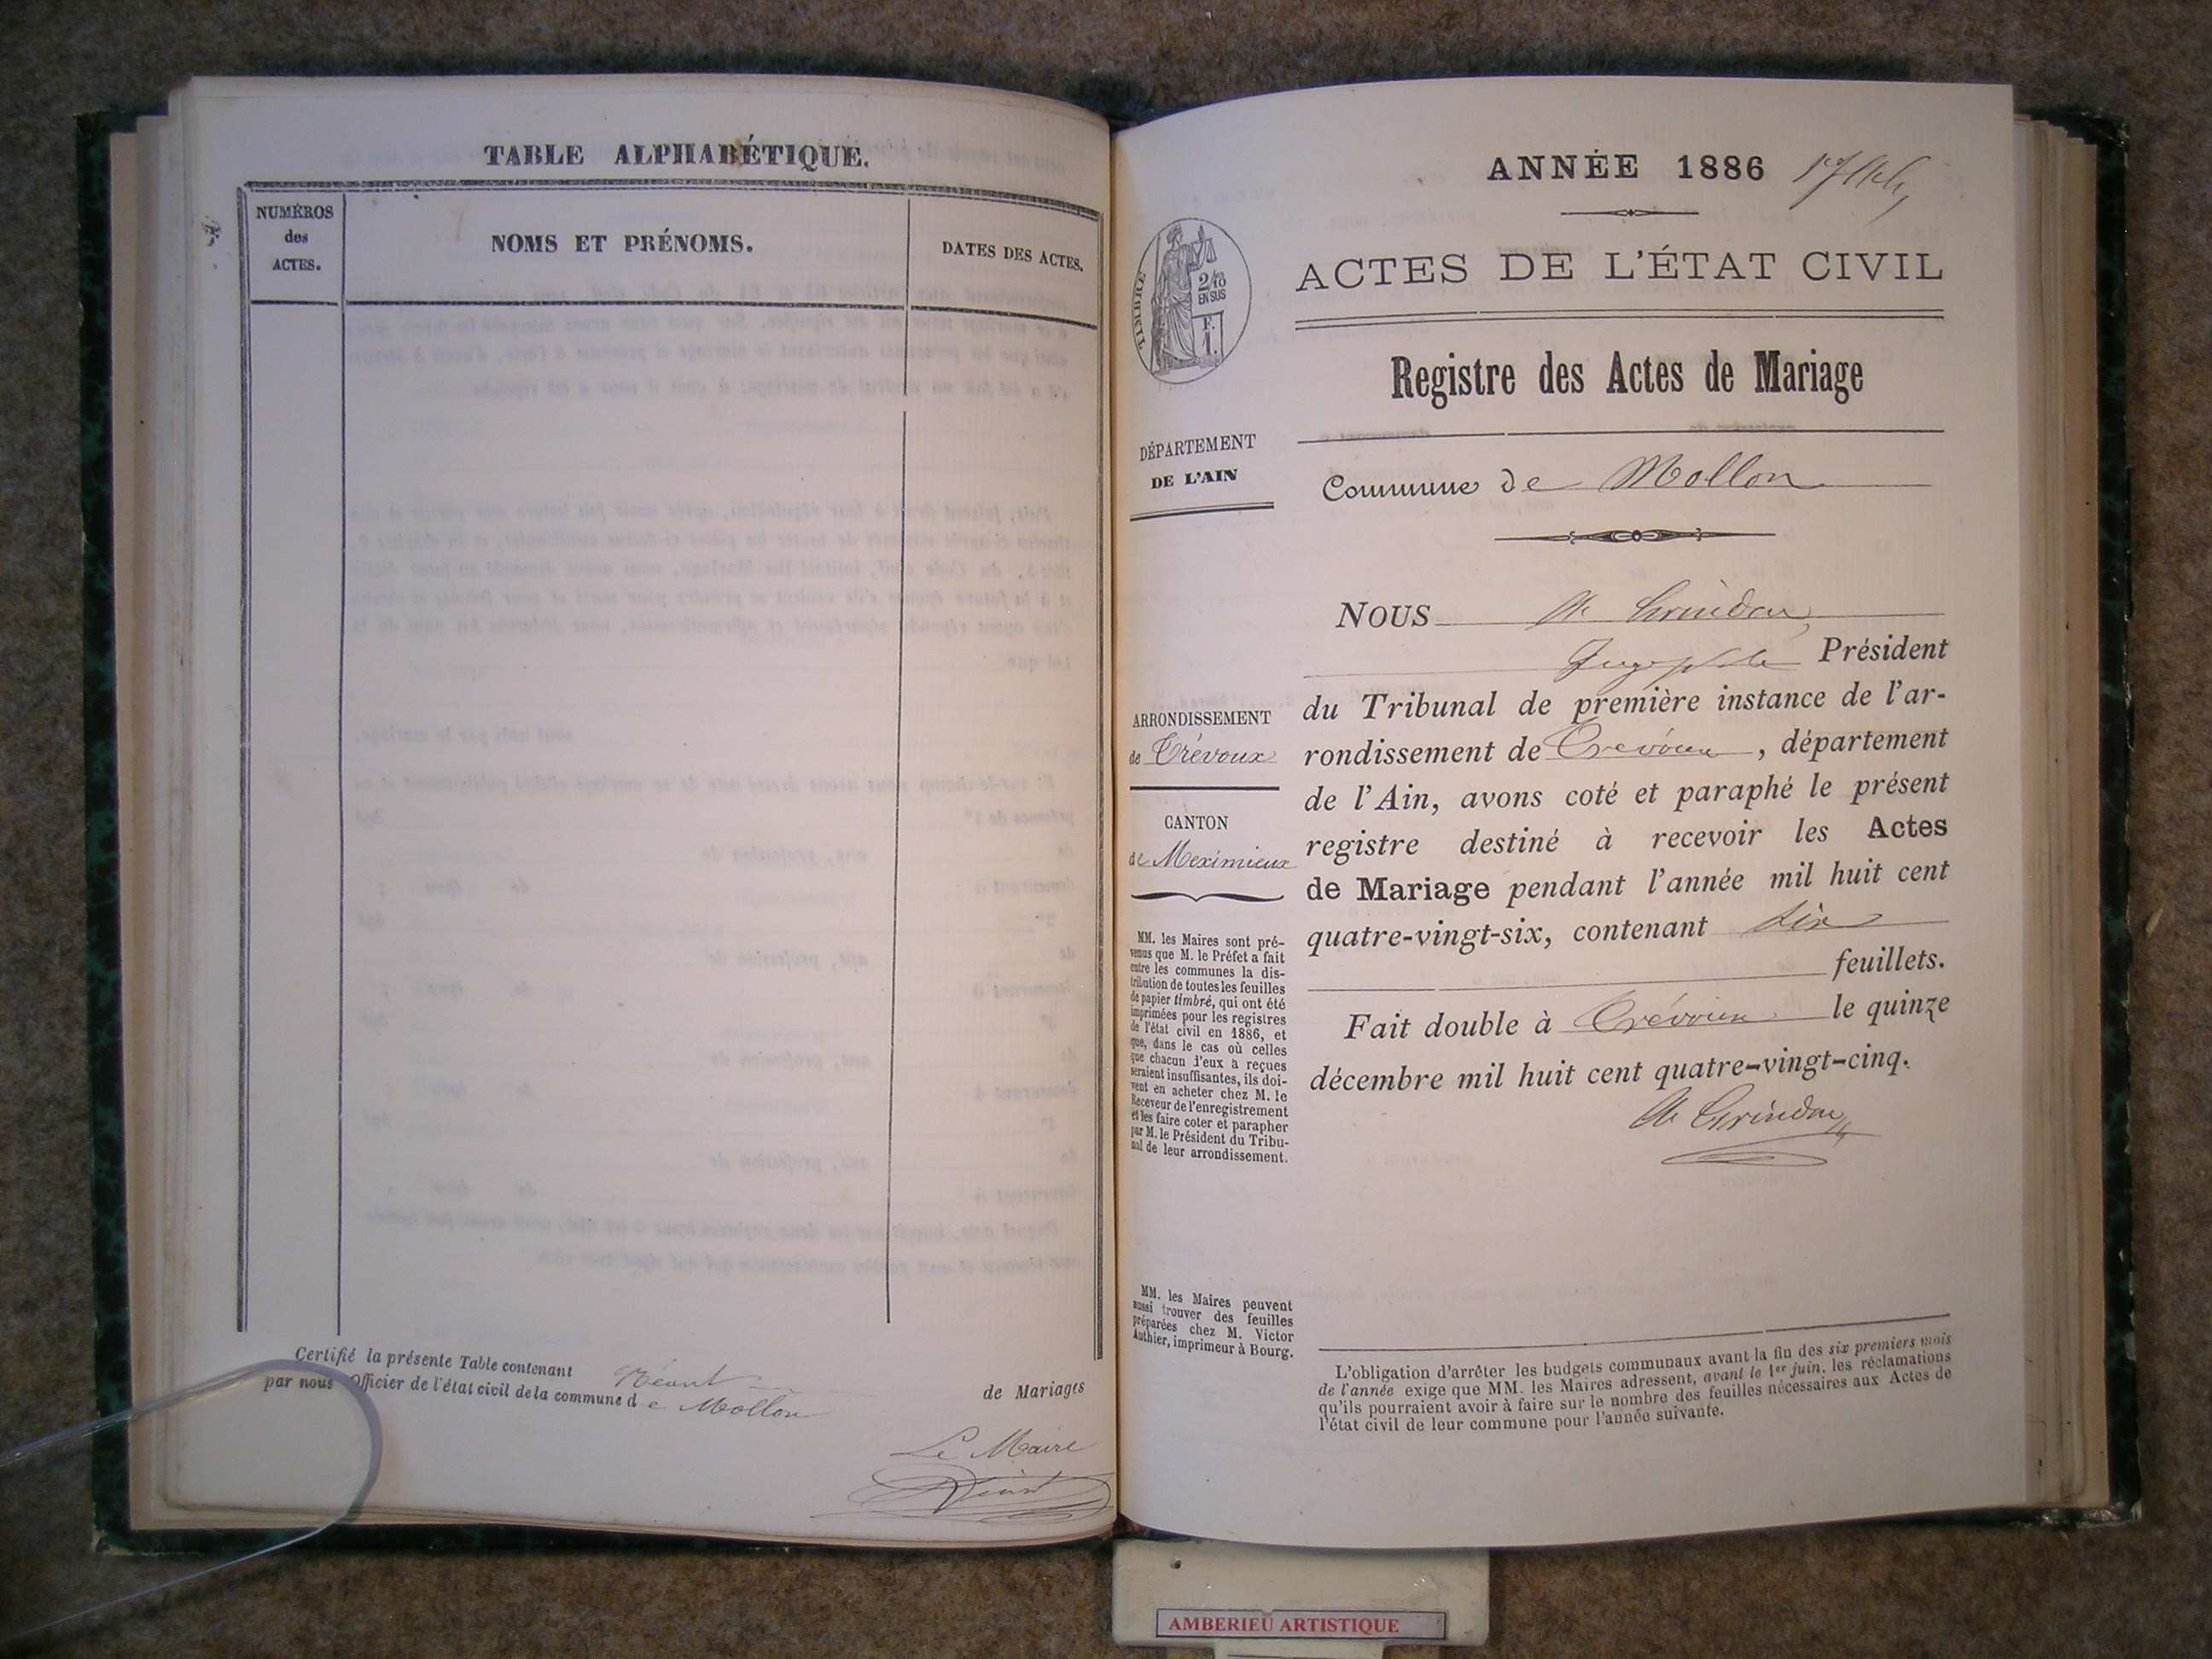 TABLE ALPHABÉTIQUE.
NUMÉROS
des
ACTES.
NOMS ET PRÉNOMS.
DATES DES ACTES.
Certifié la présente Table contenant Néant de Mariages
par nous Officier de l'état civil de la commune de Mollon
Le Maire
ANNÉE 1886
ACTES DE L'ÉTAT CIVIL
TIMBRE
2/10
EN SUS
F.
1.
Registre des Actes de Mariage
DÉPARTEMENT
DE L'AIN
Commune de Mollon
NOUS
Président
du Tribunal de première instance de l'ar-
rondissement de Trévoux, département
de l'Ain, avons coté et paraphé le présent
registre destiné à recevoir les Actes
de Mariage pendant l'année mil huit cent
quatre-vingt-six, contenant
feuillets.
Fait double à Trévoux le quinze
décembre mil huit cent quatre-vingt-cinq.
ARRONDISSEMENT
de Trévoux
CANTON
de Meximieux
MM. les Maires sont pré-
venus que M. le Préfet a fait
entre les communes la dis-
tribution de toutes les feuilles
de papier timbré, qui ont été
imprimées pour les registres
de l'état civil en 1886, et
que, dans le cas où celles
que chacun d'eux a reçues
seraient insuffisantes, ils doi-
vent en acheter chez M. le
Receveur de l'enregistrement
et les faire coter et parapher
par M. le Président du Tribu-
nal de leur arrondissement.
MM. les Maires peuvent
aussi trouver des feuilles
préparées chez M. Victor
Authier, imprimeur à Bourg.
L'obligation d'arrêter les budgets communaux avant la fin des six premiers mois
de l'année exige que MM. les Maires adressent, avant le 1er juin, les réclamations
qu'ils pourraient avoir à faire sur le nombre des feuilles nécessaires aux Actes de
l'état civil de leur commune pour l'année suivante.
AMBERIEU ARTISTIQUE